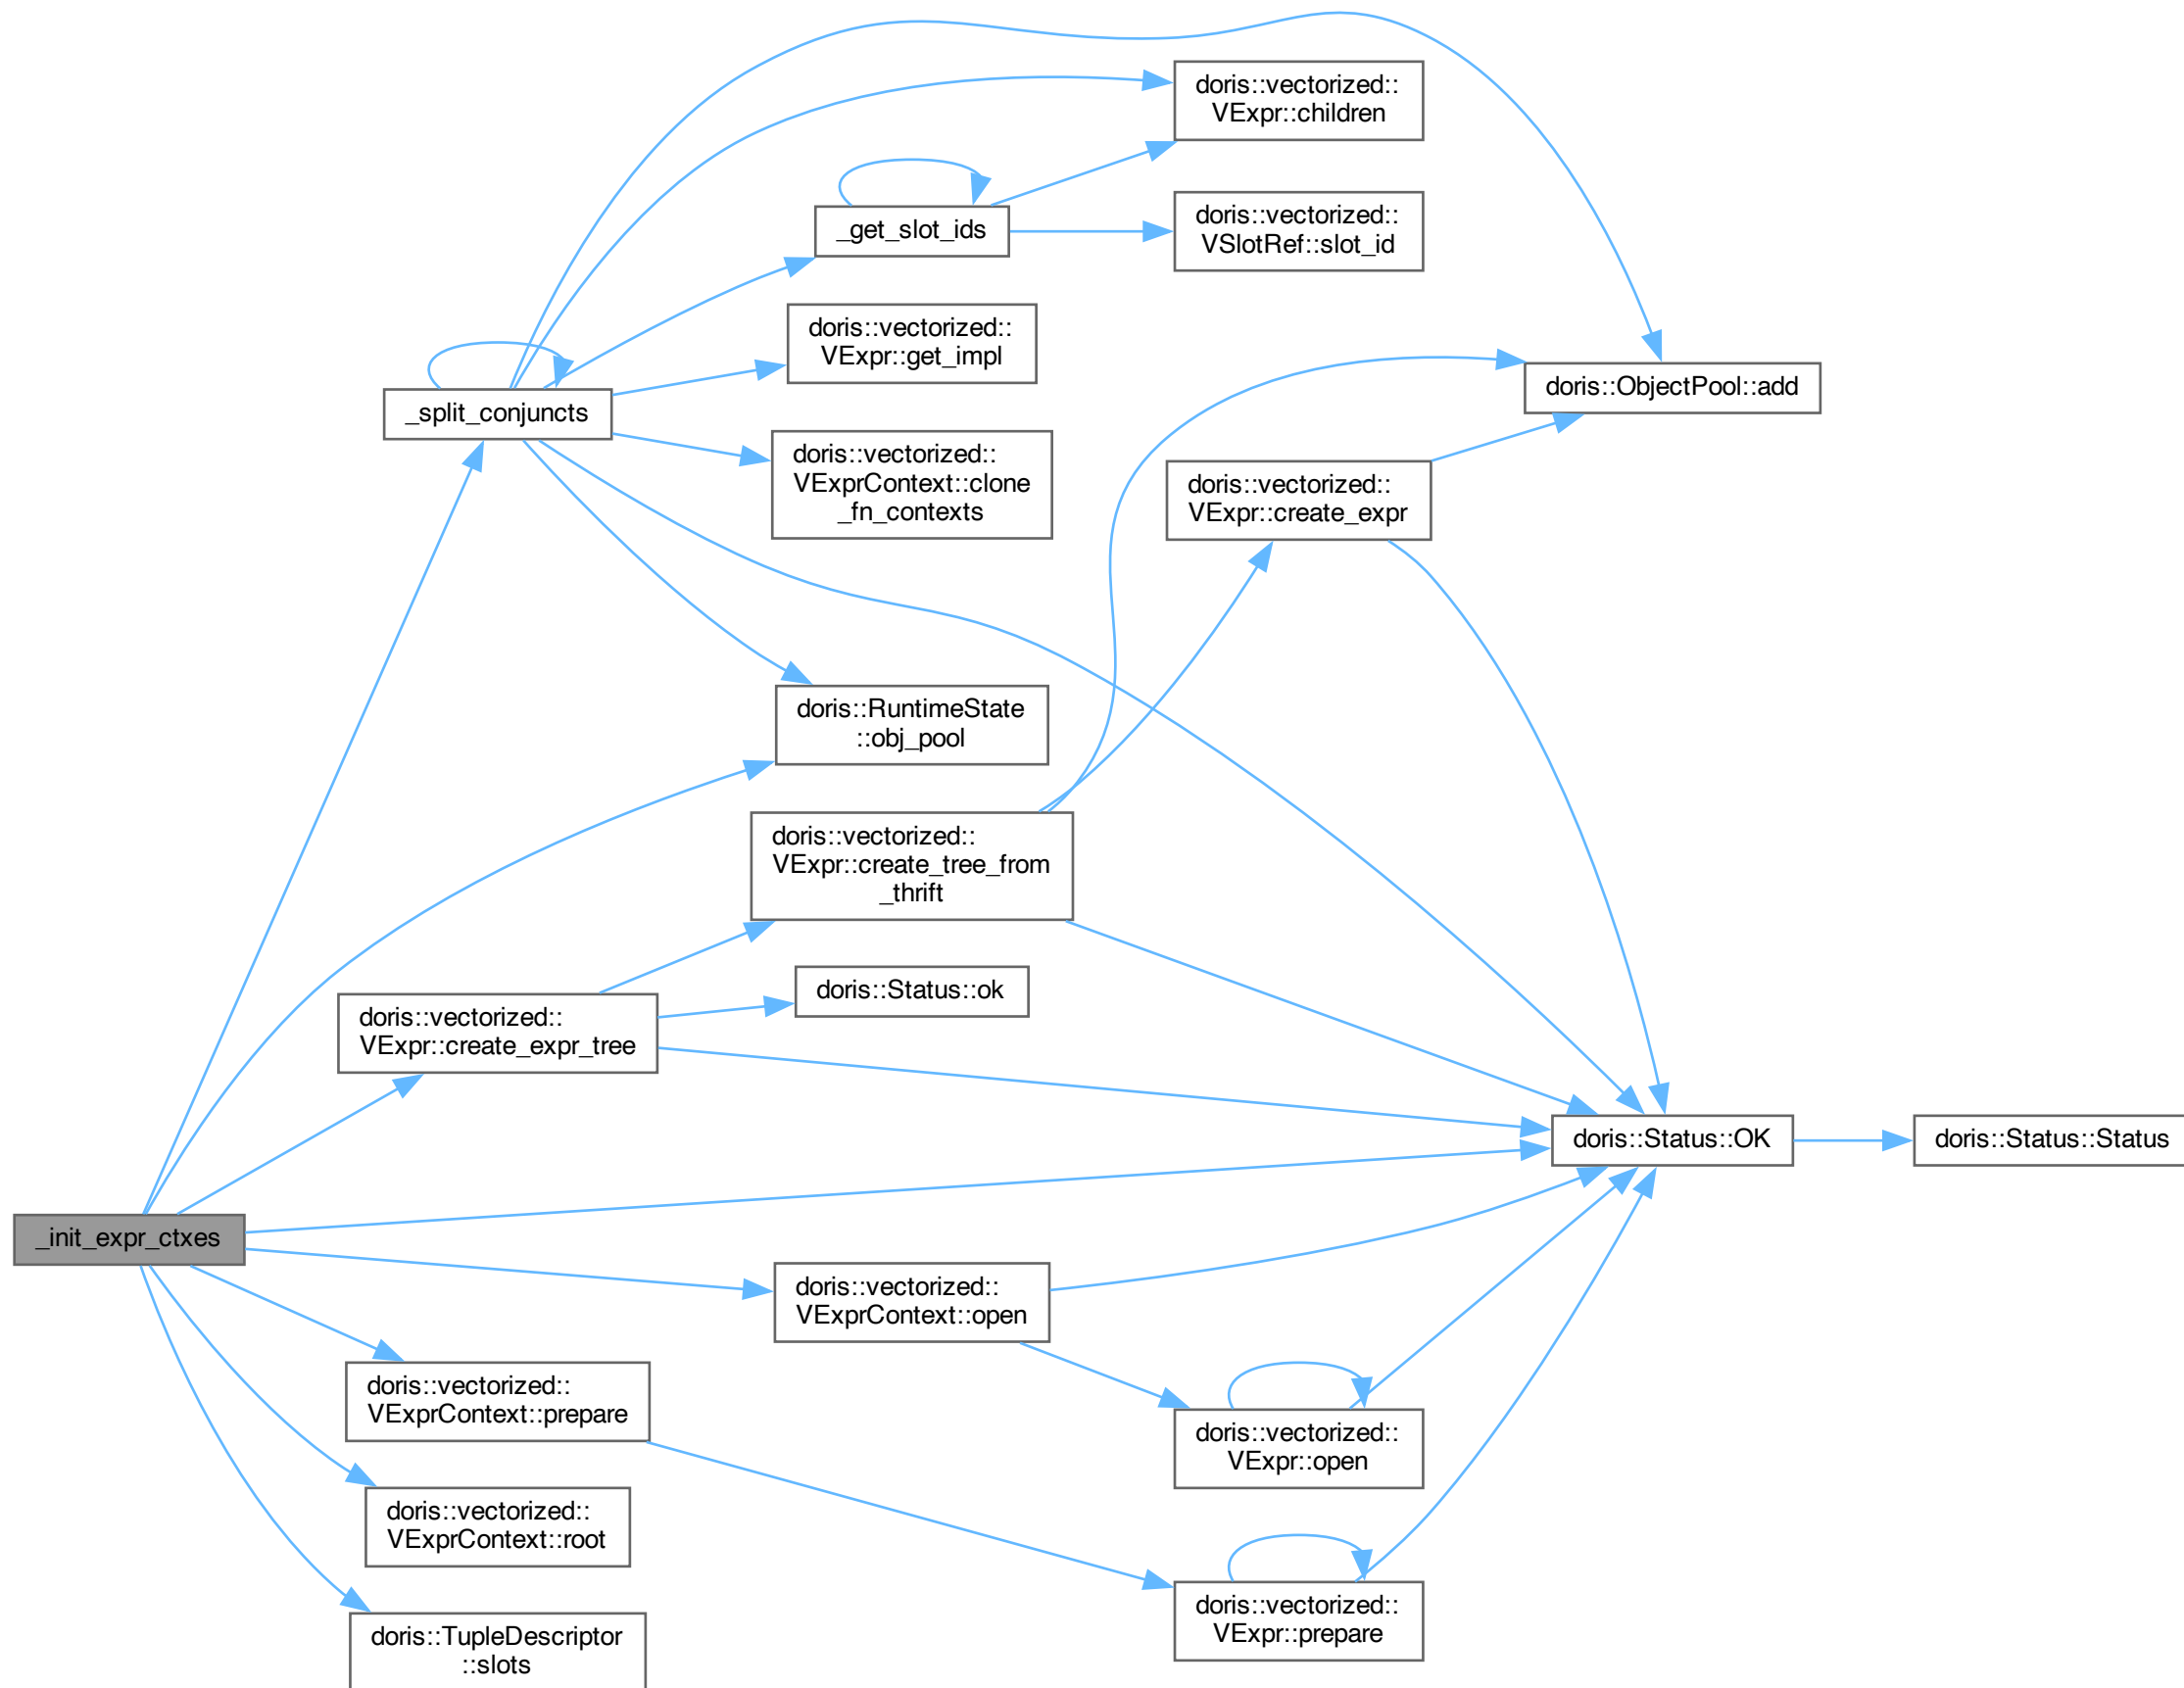 doris::vectorized::
VExpr::children
doris::vectorized::
VSlotRef::slot_id
_get_slot_ids
doris::vectorized::
VExpr::get_impl
doris::ObjectPool::add
_split_conjuncts
doris::vectorized::
VExprContext::clone
_fn_contexts
doris::vectorized::
VExpr::create_expr
doris::RuntimeState
::obj_pool
doris::vectorized::
VExpr::create_tree_from
_thrift
doris::Status::ok
doris::vectorized::
VExpr::create_expr_tree
doris::Status::OK
doris::Status::Status
_init_expr_ctxes
doris::vectorized::
VExprContext::open
doris::vectorized::
VExprContext::prepare
doris::vectorized::
VExpr::open
doris::vectorized::
VExprContext::root
doris::vectorized::
VExpr::prepare
doris::TupleDescriptor
::slots